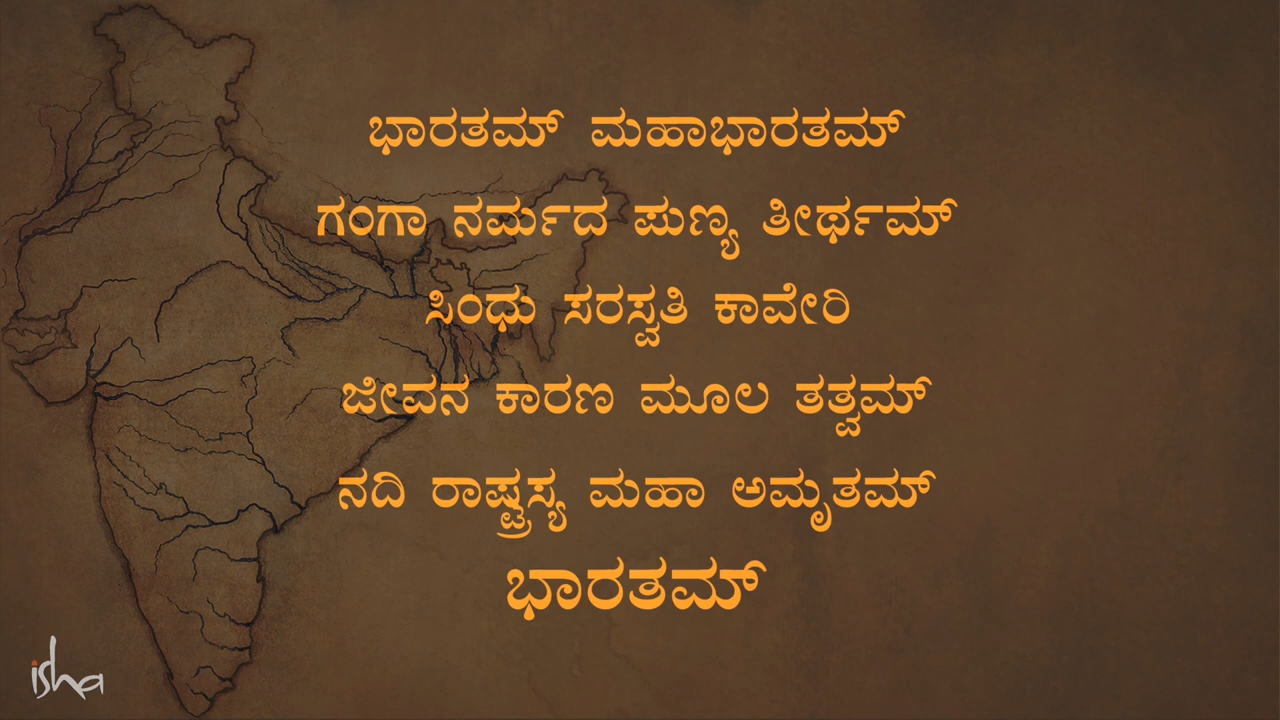 ಭಾರತಮ್ ಮಹಾಭಾರತಮ್
ಗಂಗಾ ನರ್ಮದ ಪುಣ್ಯ ತೀರ್ಥಮ್
ಸಿಂಧು ಸರಸ್ವತಿ ಕಾವೇರಿ
ಜೀವನ ಕಾರಣ ಮೂಲ ತತ್ವಮ್
ನದಿ ರಾಷ್ಟ್ರಸ್ಯ ಮಹಾ ಅಮೃತಮ್
ಭಾರತಮ್
isha